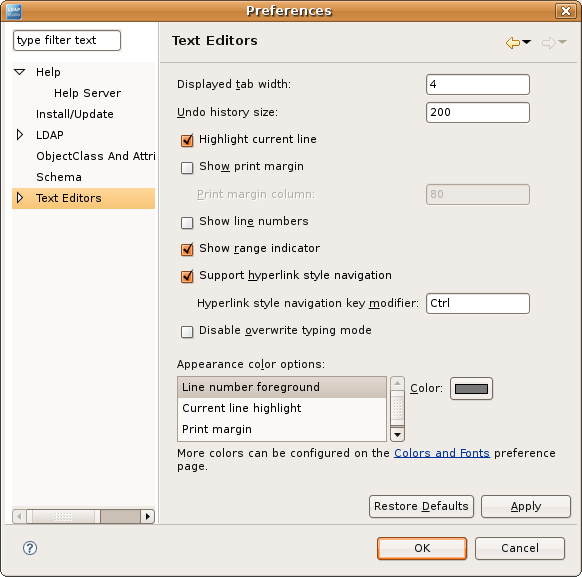 Preferences
type filter text
Help
Help Server
Install/Update
LDAP
ObjectClass And Attri
Schema
Text Editors
Text Editors
Displayed tab width: 4
Undo history size: 200
Highlight current line
Show print margin
Print margin column: 80
Show line numbers
Show range indicator
Support hyperlink style navigation
Hyperlink style navigation key modifier: Ctrl
Disable overwrite typing mode
Appearance color options:
Line number foreground
Current line highlight
Print margin
Color:
More colors can be configured on the Colors and Fonts preference
page.
Restore Defaults Apply
OK Cancel